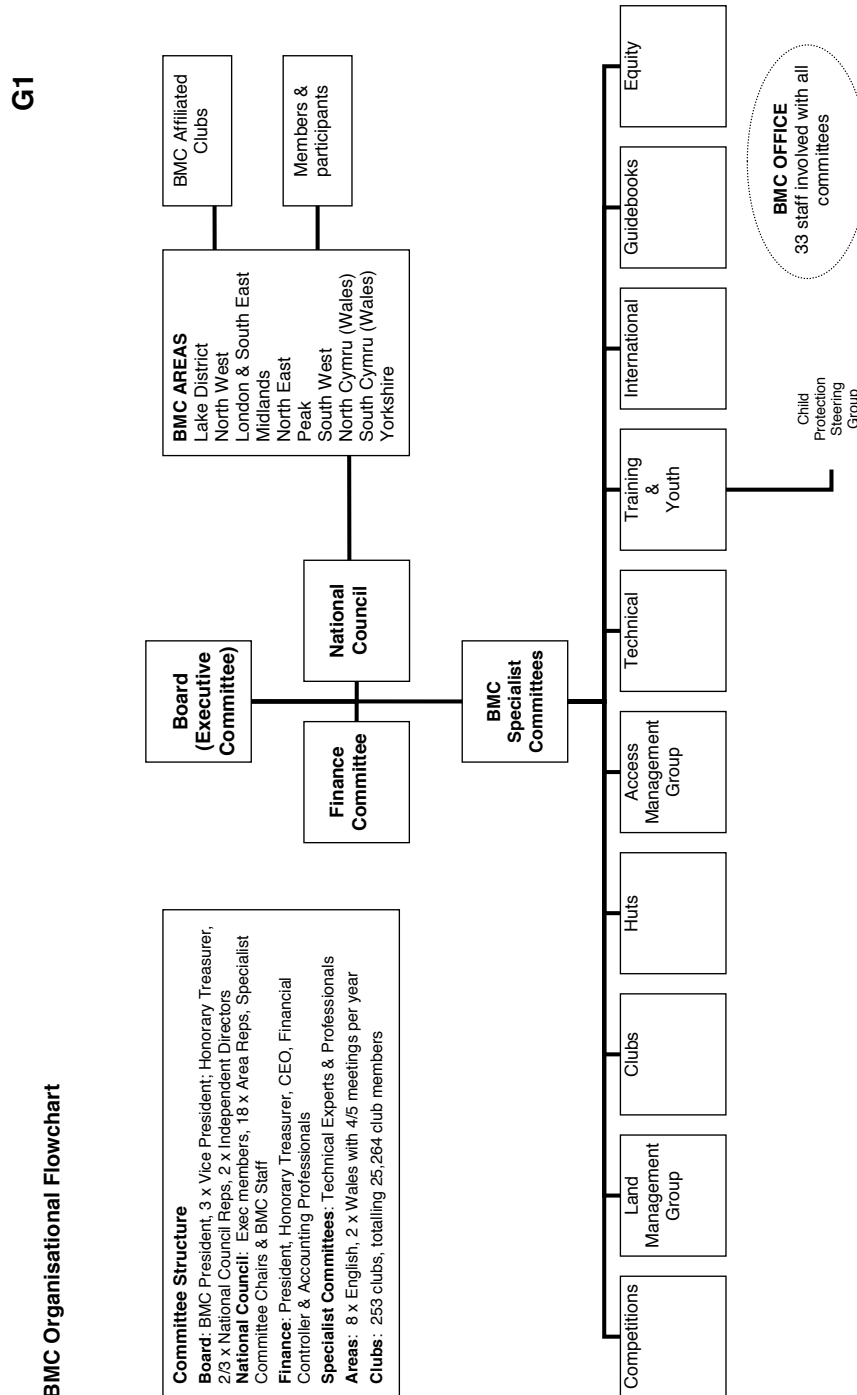 G1
BMC Organisational Flowchart
Committee Structure
Board: BMC President, 3 x Vice President; Honorary Treasurer,
2/3 x National Council Reps, 2 x Independent Directors
National Council: Exec members, 18 x Area Reps, Specialist
Committee Chairs & BMC Staff
Finance: President, Honorary Treasurer, CEO, Financial
Controller & Accounting Professionals
Specialist Committees: Technical Experts & Professionals
Areas: 8 x English, 2 x Wales with 4/5 meetings per year
Clubs: 253 clubs, totalling 25,264 club members
Board
(Executive
Committee)
Finance
Committee
National
Council
BMC AREAS
Lake District
North West
London & South East
Midlands
North East
Peak
South West
North Cymru (Wales)
South Cymru (Wales)
Yorkshire
BMC Affiliated
Clubs
Members &
participants
BMC
Specialist
Committees
Competitions
Land
Management
Group
Clubs
Huts
Access
Management
Group
Technical
Training
&
Youth
International
Guidebooks
Equity
Child
Protection
Steering
Group
BMC OFFICE
33 staff involved with all
committees